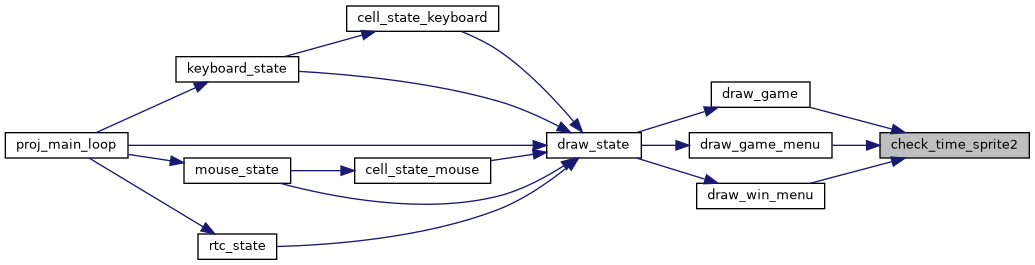 cell_state_keyboard
keyboard_state
draw_game
proj_main_loop
draw_state
draw_game_menu
check_time_sprite2
mouse_state
cell_state_mouse
draw_win_menu
rtc_state